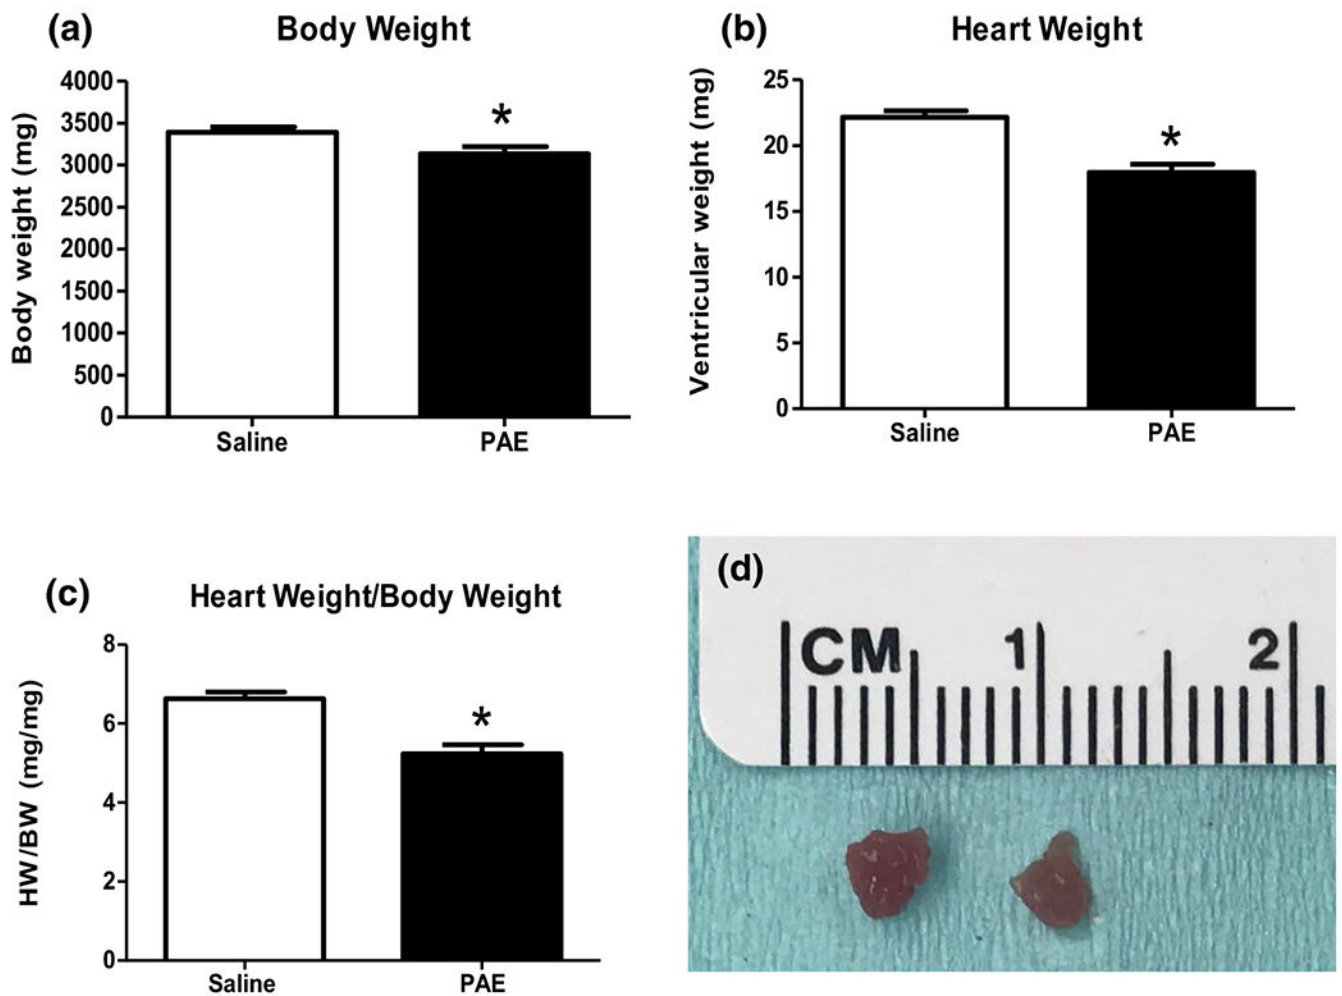 (a) Body Weight
Body weight (mg)
4000
3500
3000
2500
2000
1500
1000
500
0
*
Saline PAE
(b) Heart Weight
Ventricular weight (mg)
25
20
15
10
5
0
*
Saline PAE
(c) Heart Weight/Body Weight
HW/BW (mg/mg)
8
6
4
2
0
*
Saline PAE
(d)
CM 1 2